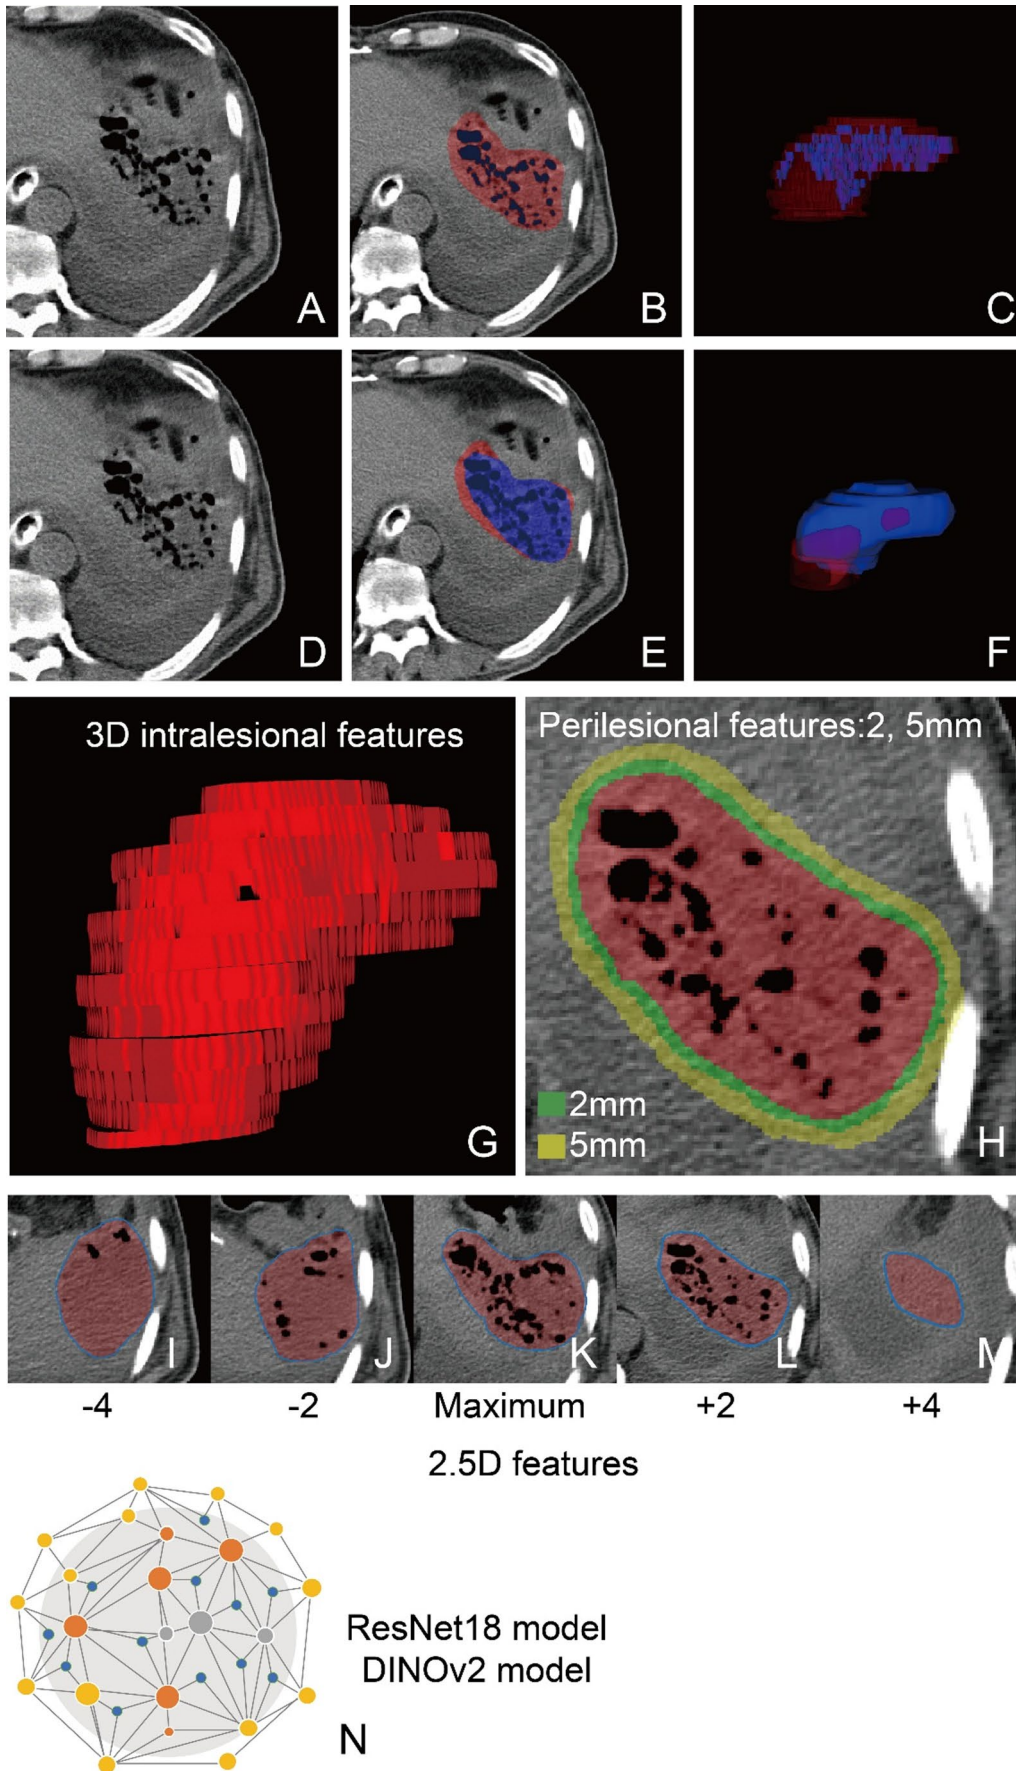 A
B
C
D
E
F
3D intralesional features
G
Perilesional features:2, 5mm
2mm
5mm
H
I
J
K
L
M
-4
-2
Maximum
+2
+4
2.5D features
ResNet18 model
DINOv2 model
N